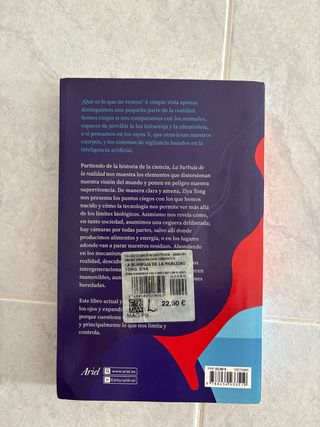 ¿Qué es lo que no vemos? A simple vista apenas
distinguimos una pequeña parte de la realidad.
Somos ciegos si nos comparamos con los animales,
capaces de percibir la luz infrarroja y la ultravioleta,
o si pensamos en los rayos X, que atraviesan nuestros
cuerpos, y los sistemas de vigilancia basados en la
inteligencia artificial.
Partiendo de la historia de la ciencia, La burbuja de
la realidad nos muestra los elementos que distorsionan
nuestra visión del mundo y ponen en peligro nuestra
supervivencia. De manera clara y amena, Ziya Tong
nos presenta los puntos ciegos con los que hemos
nacido y cómo la tecnología nos permite ver más allá
de los límites biológicos. Asimismo nos revela cómo,
en tanto sociedad, asumimos una ceguera deliberada;
hay cámaras por todas partes, salvo allí donde
producimos alimentos y energía, o en los lugares
adonde van a parar nuestros residuos. Ahondando
en los mecanismos
realidad, descubr
intergeneracional
heredadas.
Este libro actual y
los ojos y expandi
porque cuestiona
y principalmente lo que nos limita y
controla.
LA BURBUJA DE LA REALIDAD
TONG, ZIYA
22,90 €
Ariel
www.ariel.es
EditorialAriel